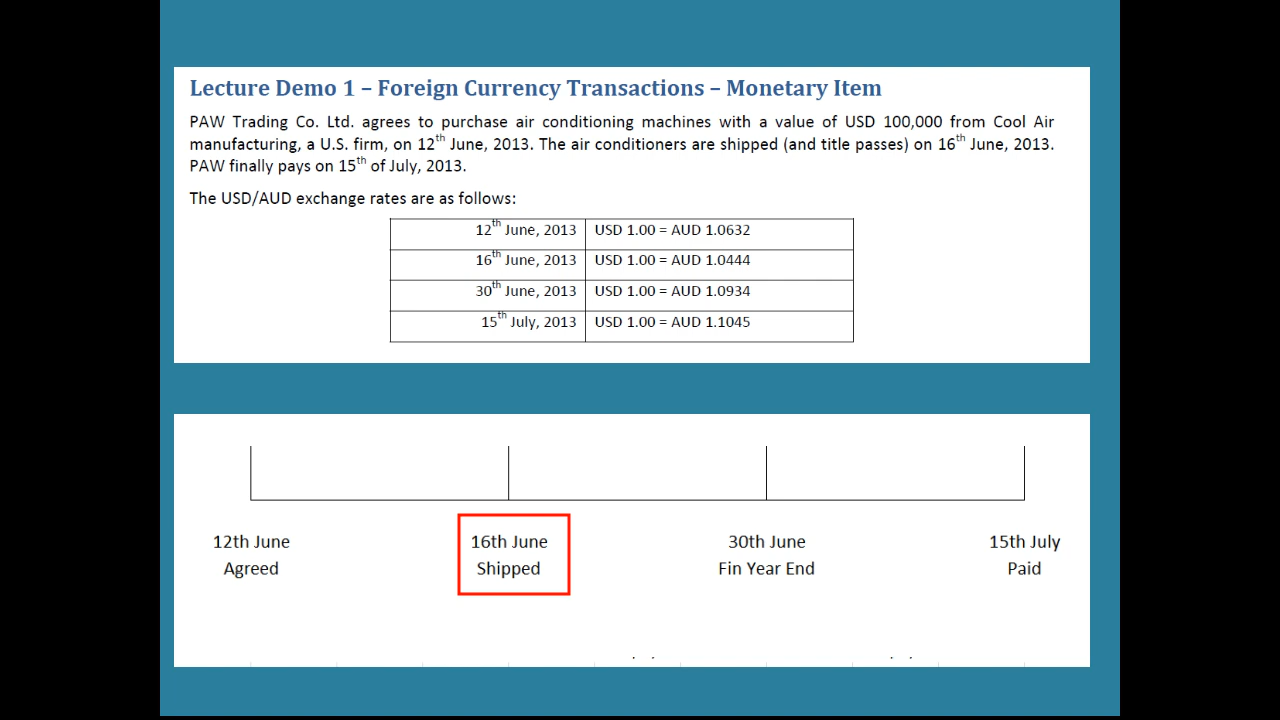 Lecture Demo 1 – Foreign Currency Transactions – Monetary Item
PAW Trading Co. Ltd. agrees to purchase air conditioning machines with a value of USD 100,000 from Cool Air
manufacturing, a U.S. firm, on 12th June, 2013. The air conditioners are shipped (and title passes) on 16th June, 2013.
PAW finally pays on 15th of July, 2013.
The USD/AUD exchange rates are as follows:
12th June, 2013 USD 1.00 = AUD 1.0632
16th June, 2013 USD 1.00 = AUD 1.0444
30th June, 2013 USD 1.00 = AUD 1.0934
15th July, 2013 USD 1.00 = AUD 1.1045
12th June 16th June 30th June 15th July
Agreed Shipped Fin Year End Paid